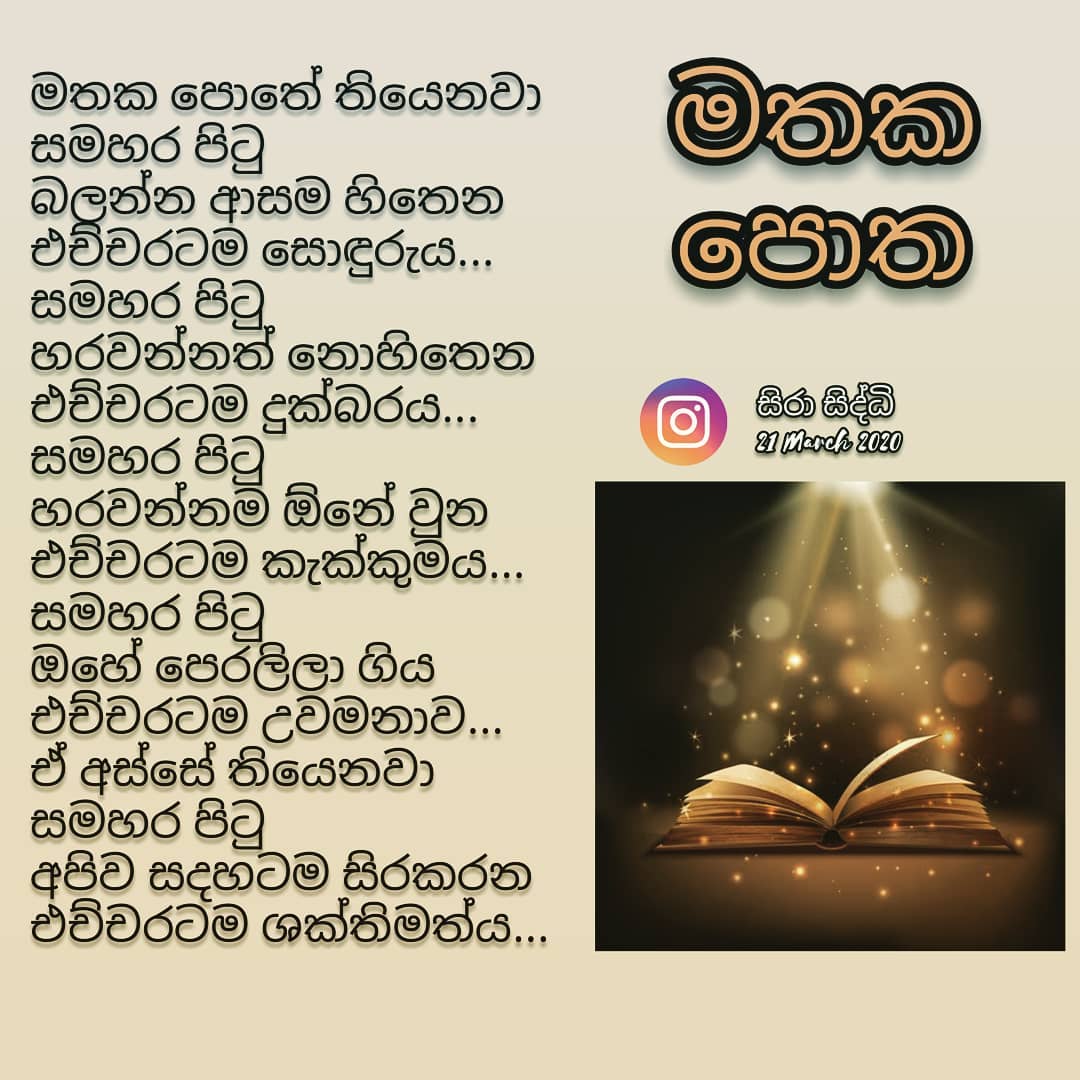 මතක පොතේ තියෙනවා
සමහර පිටු
බලන්න ආසම හිතෙන
එච්චරටම සොඳුරුය...
සමහර පිටු
හරවන්නත් නොහිතෙන
එච්චරටම දුක්බරය...
සමහර පිටු
හරවන්නම ඕනේ වුන
එච්චරටම කැක්කුමය...
සමහර පිටු
ඔහේ පෙරලිලා ගිය
එච්චරටම උවමනාව...
ඒ අස්සේ තියෙනවා
සමහර පිටු
අපිව සදහටම සිරකරන
එච්චරටම ශක්තිමත්ය...
මතක
පොත
සිරා සිද්ධි
21 March 2020